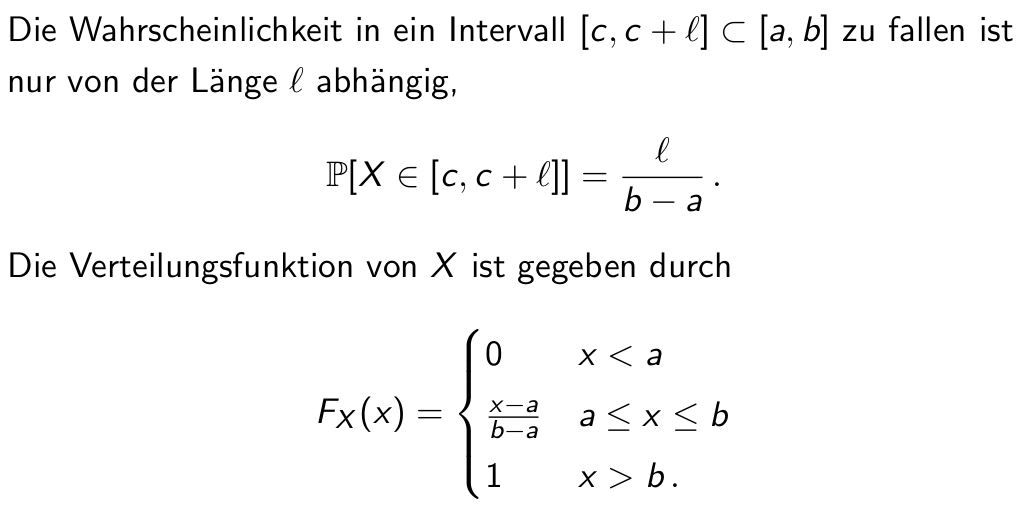 Die Wahrscheinlichkeit in ein Intervall [c, c + ℓ] ⊂ [a, b] zu fallen ist
nur von der Länge ℓ abhängig,
ℙ[X ∈ [c, c + ℓ]] = ℓ / (b − a) .
Die Verteilungsfunktion von X ist gegeben durch
F_X(x) = {
0 x < a
(x−a)/(b−a) a ≤ x ≤ b
1 x > b .